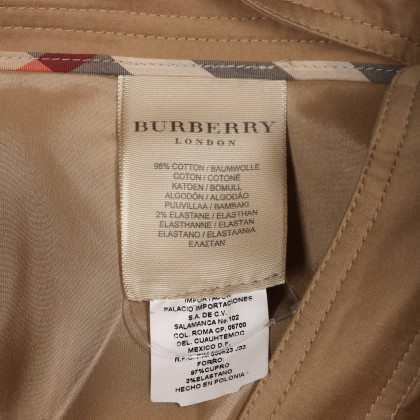 BURBERRY
LONDON
98% COTTON / BAUMWOLLE
COTON / COTONE
KATOEN / BOMULL
ALGODÓN / ALGODÃO
PUUVILLAA / BAMBAKI
2% ELASTANE / ELASTHAN
ELASTHANNE / ELASTAN
ELASTANO / ELASTAANIA
ΕΛΑΣΤΑΝ
PALACIO IMPORTACIONES
S.A. DE C.V.
SALAMANCA No. 102
COL. ROMA CP, 06700
DEL. CUAUHTEMOC
MEXICO D.F.
FORRO:
97%CUPRO
3%ELASTANO
HECHO EN POLONIA